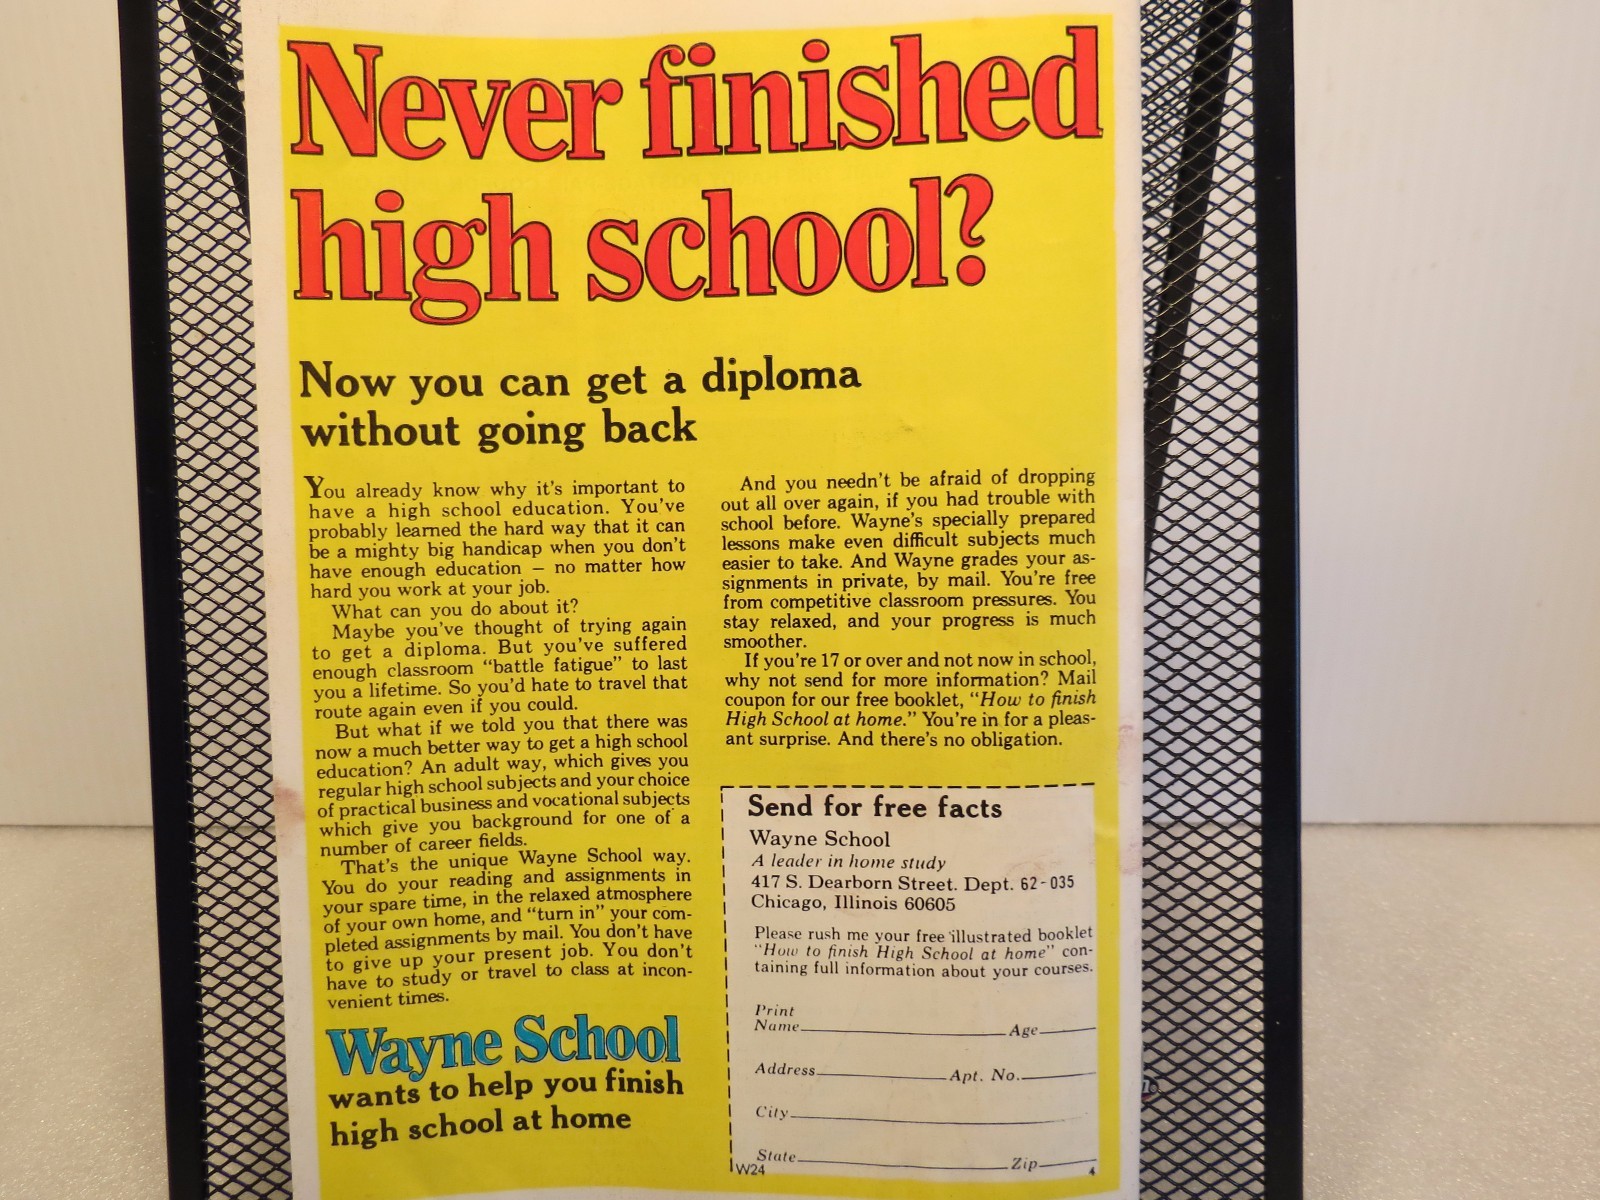 Never finished
high school?
Now you can get a diploma
without going back
You already know why it's important to
have a high school education. You've
probably learned the hard way that it can
be a mighty big handicap when you don't
have enough education — no matter how
hard you work at your job.
What can you do about it?
Maybe you've thought of trying again
to get a diploma. But you've suffered
enough classroom "battle fatigue" to last
you a lifetime. So you'd hate to travel that
route again even if you could.
But what if we told you that there was
now a much better way to get a high school
education? An adult way, which gives you
regular high school subjects and your choice
of practical business and vocational subjects
which give you background for one of a
number of career fields.
That's the unique Wayne School way.
You do your reading and assignments in
your spare time, in the relaxed atmosphere
of your own home, and "turn in" your com-
pleted assignments by mail. You don't have
to give up your present job. You don't
have to study or travel to class at incon-
venient times.
Wayne School
wants to help you finish
high school at home
And you needn't be afraid of dropping
out all over again, if you had trouble with
school before. Wayne's specially prepared
lessons make even difficult subjects much
easier to take. And Wayne grades your as-
signments in private, by mail. You're free
from competitive classroom pressures. You
stay relaxed, and your progress is much
smoother.
If you're 17 or over and not now in school,
why not send for more information? Mail
coupon for our free booklet, "How to finish
High School at home." You're in for a pleas-
ant surprise. And there's no obligation.
Send for free facts
Wayne School
A leader in home study
417 S. Dearborn Street. Dept. 62-035
Chicago, Illinois 60605
Please rush me your free illustrated booklet
"How to finish High School at home" con-
taining full information about your courses.
Print
Name Age
Address Apt. No.
City
State Zip
W24 4